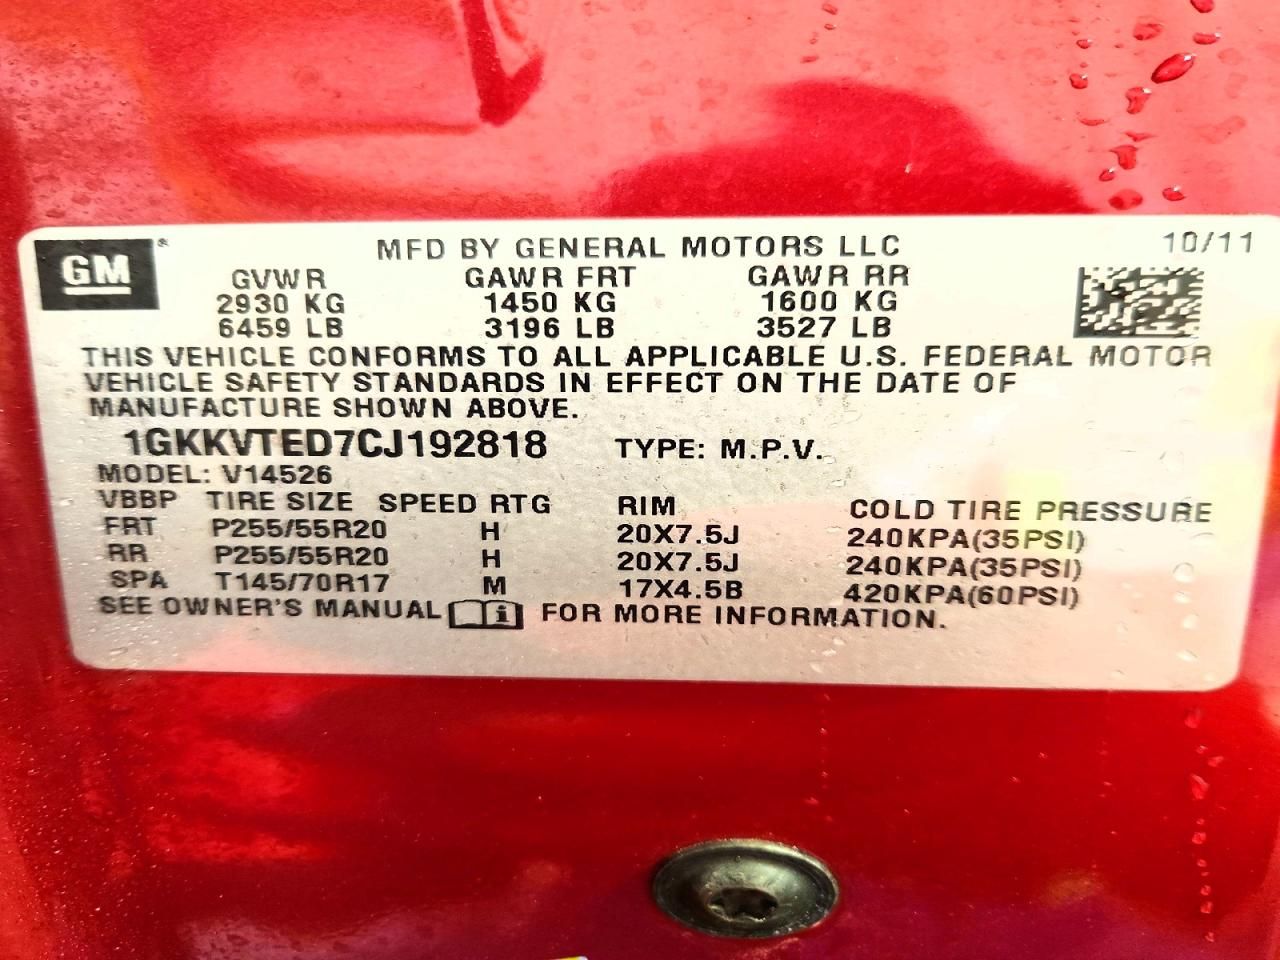 GM
MFD BY GENERAL MOTORS LLC 10/11
GVWR GAWR FRT GAWR RR
2930 KG 1450 KG 1600 KG
6459 LB 3196 LB 3527 LB
THIS VEHICLE CONFORMS TO ALL APPLICABLE U.S. FEDERAL MOTOR
VEHICLE SAFETY STANDARDS IN EFFECT ON THE DATE OF
MANUFACTURE SHOWN ABOVE.
1GKKVTED7CJ192818 TYPE: M.P.V.
MODEL: V14526
VBBP TIRE SIZE SPEED RTG RIM COLD TIRE PRESSURE
FRT P255/55R20 H 20X7.5J 240KPA(35PSI)
RR P255/55R20 H 20X7.5J 240KPA(35PSI)
SPA T145/70R17 M 17X4.5B 420KPA(60PSI)
SEE OWNER'S MANUAL i FOR MORE INFORMATION.